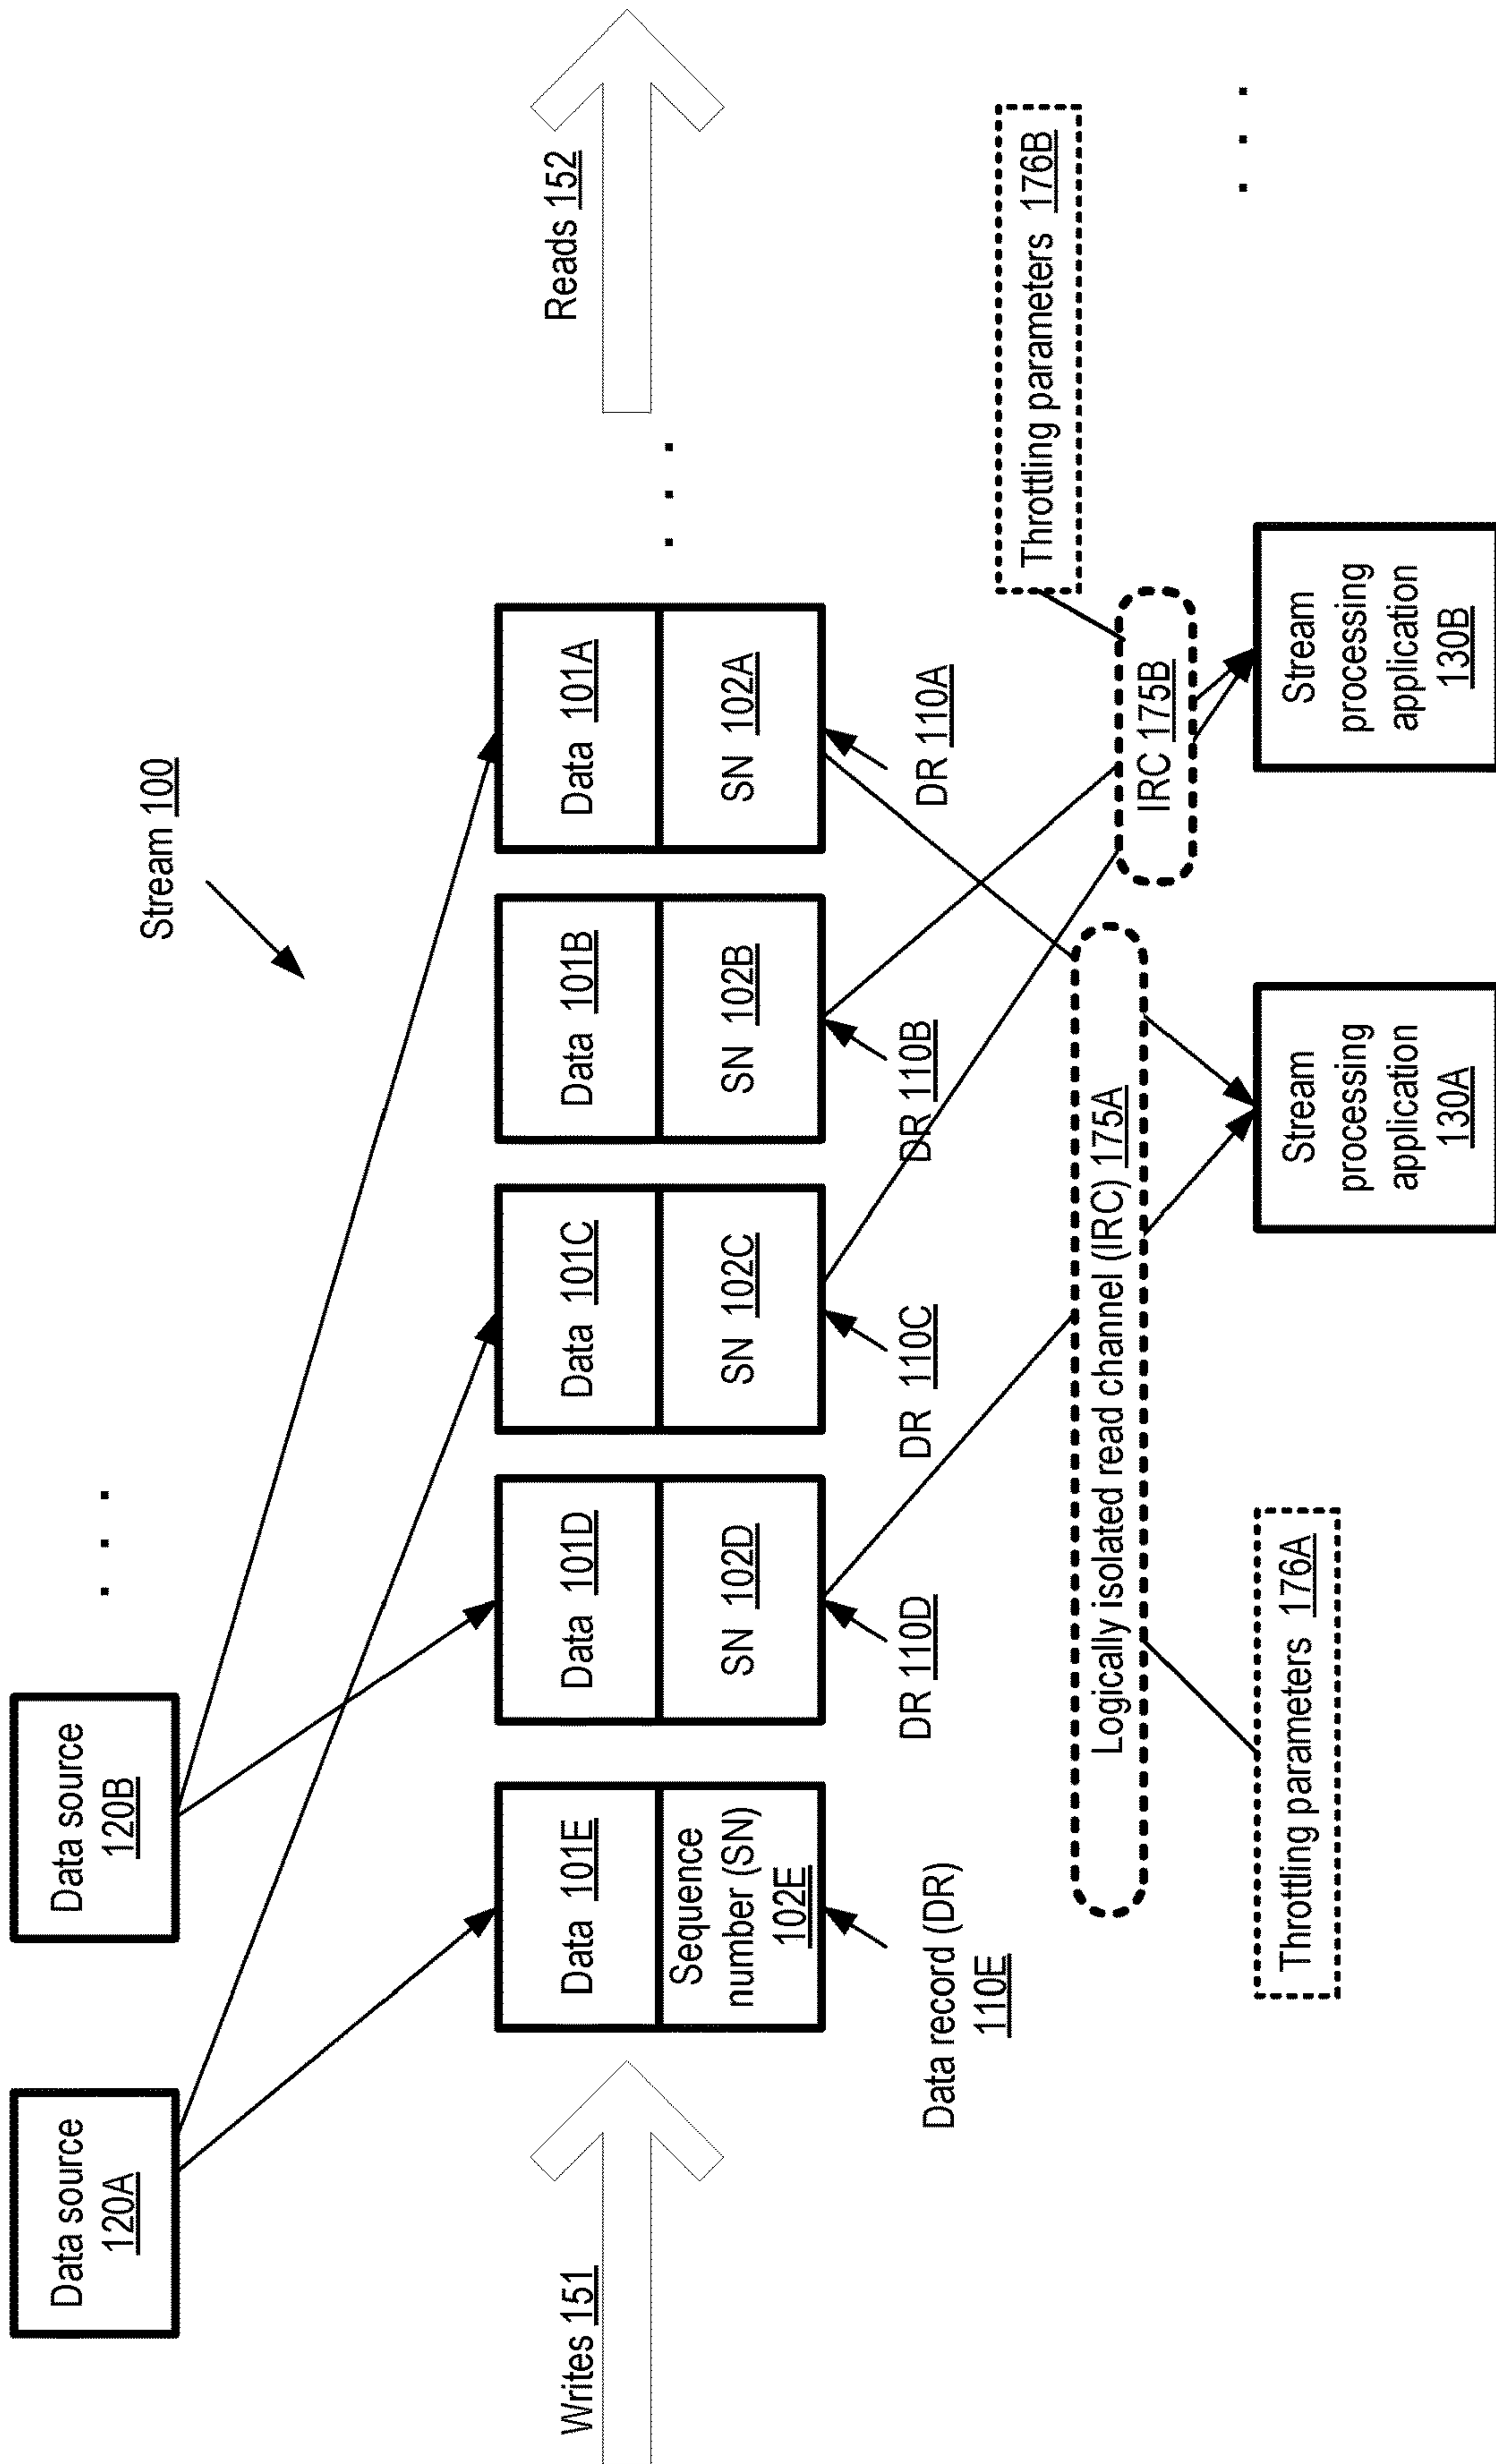 Data source
120A
Data source
120B
. . .
Stream 100
Writes 151
Reads 152
Data 101E
Sequence
number (SN)
102E
Data 101D
SN 102D
Data 101C
SN 102C
Data 101B
SN 102B
Data 101A
SN 102A
. . .
Data record (DR)
110E
DR 110D
DR 110C
DR 110B
DR 110A
Logically isolated read channel (IRC) 175A
IRC 175B
Throttling parameters 176B
Throttling parameters 176A
Stream
processing
application
130A
Stream
processing
application
130B
. . .